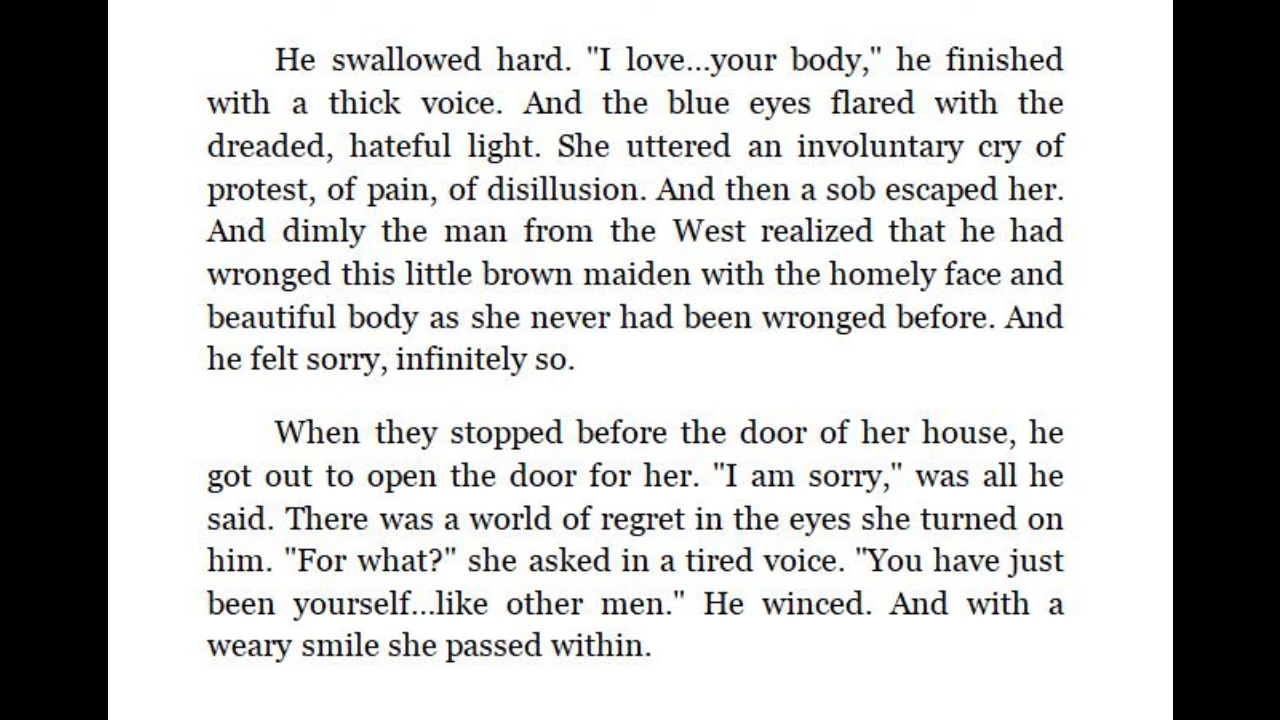 He swallowed hard. "I love...your body," he finished
with a thick voice. And the blue eyes flared with the
dreaded, hateful light. She uttered an involuntary cry of
protest, of pain, of disillusion. And then a sob escaped her.
And dimly the man from the West realized that he had
wronged this little brown maiden with the homely face and
beautiful body as she never had been wronged before. And
he felt sorry, infinitely so.
When they stopped before the door of her house, he
got out to open the door for her. "I am sorry," was all he
said. There was a world of regret in the eyes she turned on
him. "For what?" she asked in a tired voice. "You have just
been yourself...like other men." He winced. And with a
weary smile she passed within.